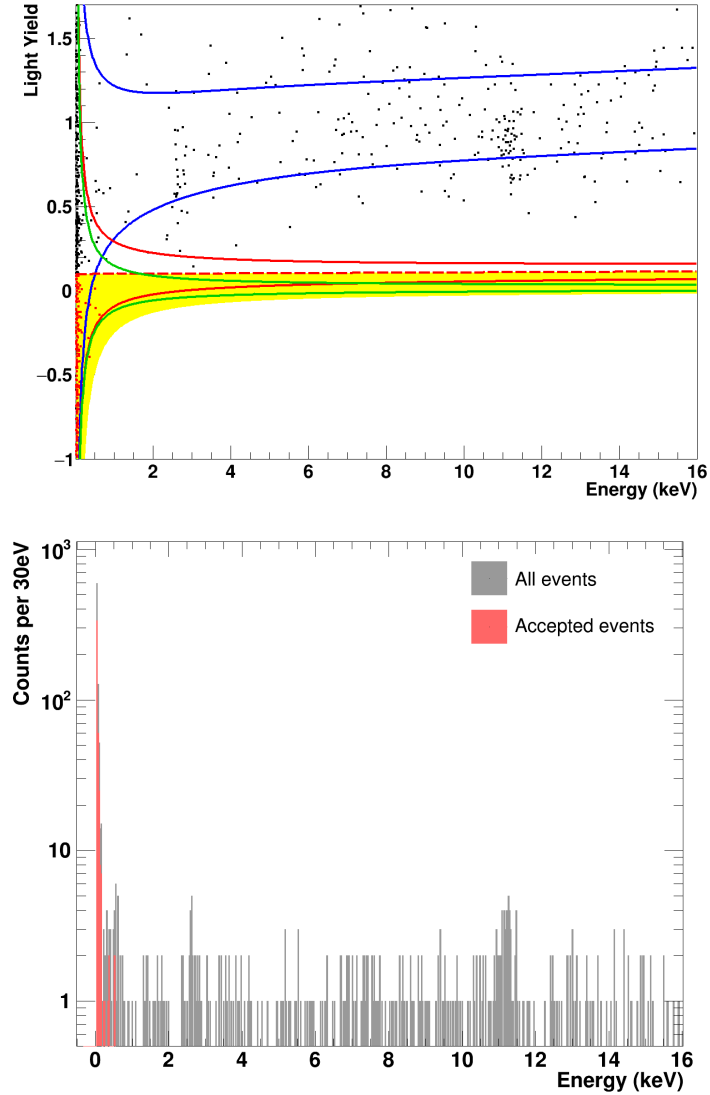 Light Yield
1.5
1
0.5
0
−0.5
−1
2 4 6 8 10 12 14 16
Energy (keV)
Counts per 30eV
10³
10²
10
1
All events
Accepted events
0 2 4 6 8 10 12 14 16
Energy (keV)